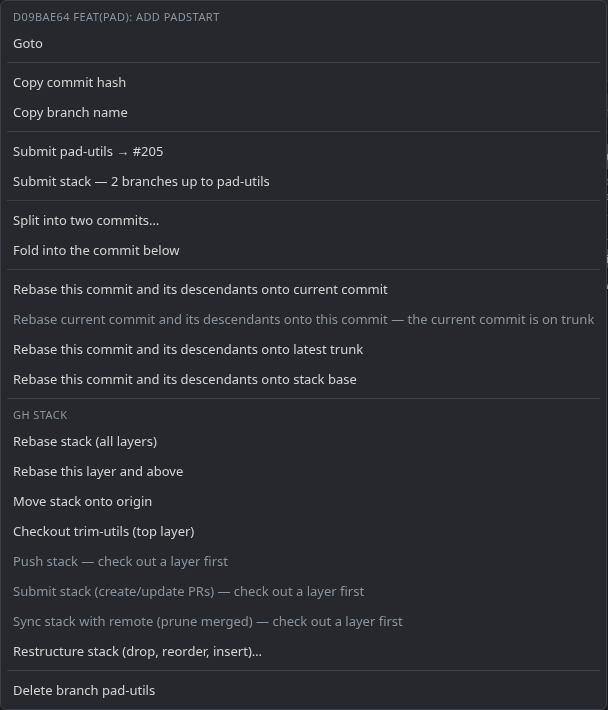 D09BAE64 FEAT(PAD): ADD PADSTART
Goto
Copy commit hash
Copy branch name
Submit pad-utils → #205
Submit stack — 2 branches up to pad-utils
Split into two commits...
Fold into the commit below
Rebase this commit and its descendants onto current commit
Rebase current commit and its descendants onto this commit — the current commit is on trunk
Rebase this commit and its descendants onto latest trunk
Rebase this commit and its descendants onto stack base
GH STACK
Rebase stack (all layers)
Rebase this layer and above
Move stack onto origin
Checkout trim-utils (top layer)
Push stack — check out a layer first
Submit stack (create/update PRs) — check out a layer first
Sync stack with remote (prune merged) — check out a layer first
Restructure stack (drop, reorder, insert)...
Delete branch pad-utils